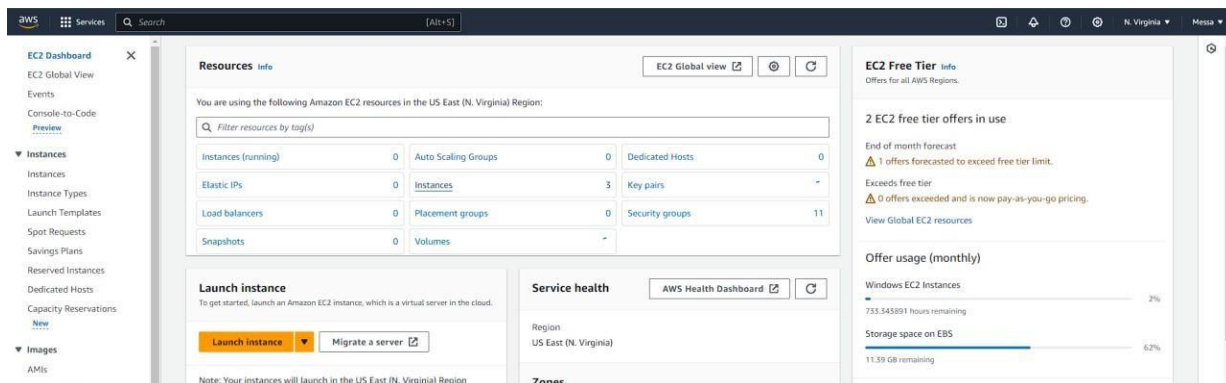 aws Services Search [Alt+S] N. Virginia Messa
EC2 Dashboard
EC2 Global View
Events
Console-to-Code
Preview
Instances
Instances
Instance Types
Launch Templates
Spot Requests
Savings Plans
Reserved Instances
Dedicated Hosts
Capacity Reservations
New
Images
AMIs
Resources Info EC2 Global view
You are using the following Amazon EC2 resources in the US East (N. Virginia) Region:
Filter resources by tag(s)
Instances (running) 0 Auto Scaling Groups 0 Dedicated Hosts 0
Elastic IPs 0 Instances 3 Key pairs
Load balancers 0 Placement groups 0 Security groups 11
Snapshots 0 Volumes
Launch instance
To get started, launch an Amazon EC2 instance, which is a virtual server in the cloud.
Launch instance Migrate a server
Note: Your instances will launch in the US East (N. Virginia) Region
Service health AWS Health Dashboard
Region
US East (N. Virginia)
Zones
EC2 Free Tier Info
Offers for all AWS Regions.
2 EC2 free tier offers in use
End of month forecast
1 offers forecasted to exceed free tier limit.
Exceeds free tier
0 offers exceeded and is now pay-as-you-go pricing.
View Global EC2 resources
Offer usage (monthly)
Windows EC2 Instances
2%
733.343891 hours remaining
Storage space on EBS
62%
11.39 GB remaining